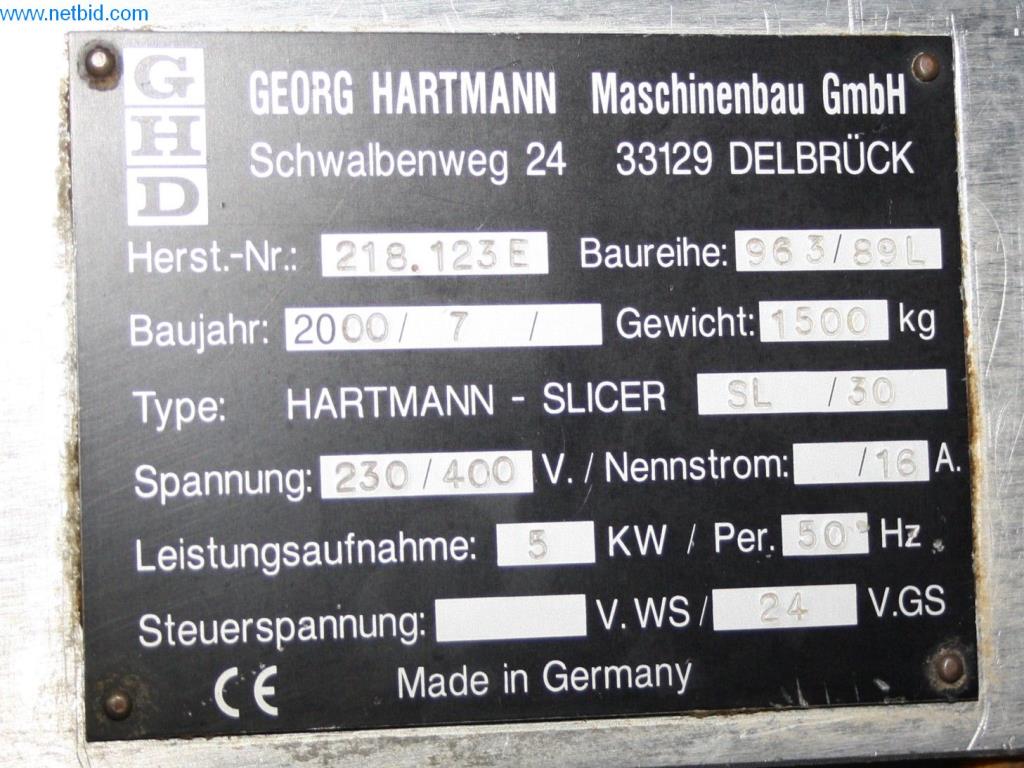 www.netbid.com
G
H
D
GEORG HARTMANN Maschinenbau GmbH
Schwalbenweg 24 33129 DELBRÜCK
Herst.-Nr.: 218.123E Baureihe: 963/89L
Baujahr: 2000/ 7 / Gewicht: 1500 kg
Type: HARTMANN - SLICER SL /30
Spannung: 230/400 V. / Nennstrom: /16 A.
Leistungsaufnahme: 5 KW / Per. 50 Hz
Steuerspannung: V. WS/ 24 V.GS
CE Made in Germany